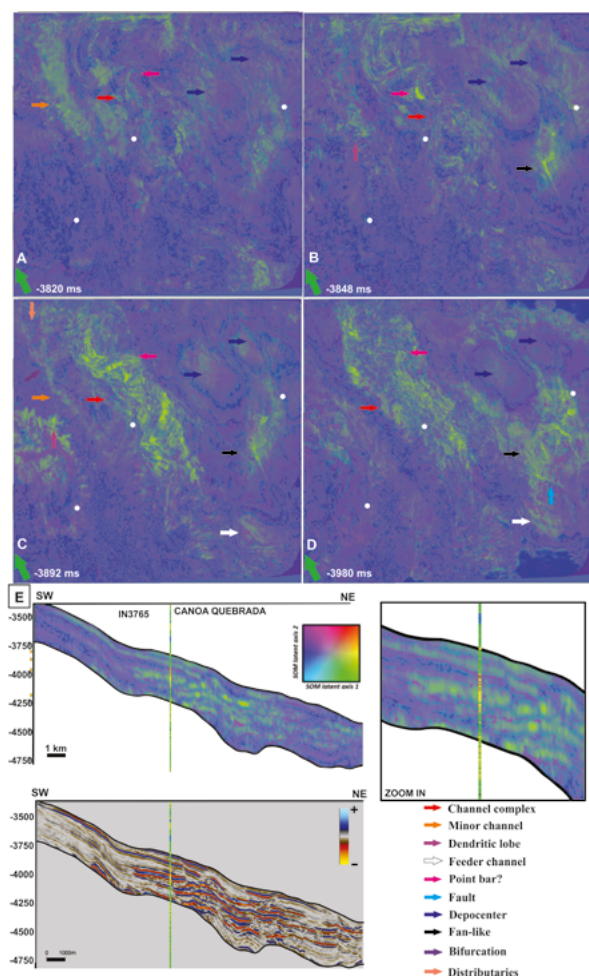 A
-3820 ms
B
-3848 ms
C
-3892 ms
D
-3980 ms
E
SW
IN3765
CANOA QUEBRADA
NE
-3500
-3750
4000
-4250
-4500
-4750
1 km
SOM latent axis 2
SOM latent axis 1
ZOOM IN
SW
NE
-3500
-3750
4000
-4250
-4500
-4750
+
–
0 1000m
Channel complex
Minor channel
Dendritic lobe
Feeder channel
Point bar?
Fault
Depocenter
Fan-like
Bifurcation
Distributaries